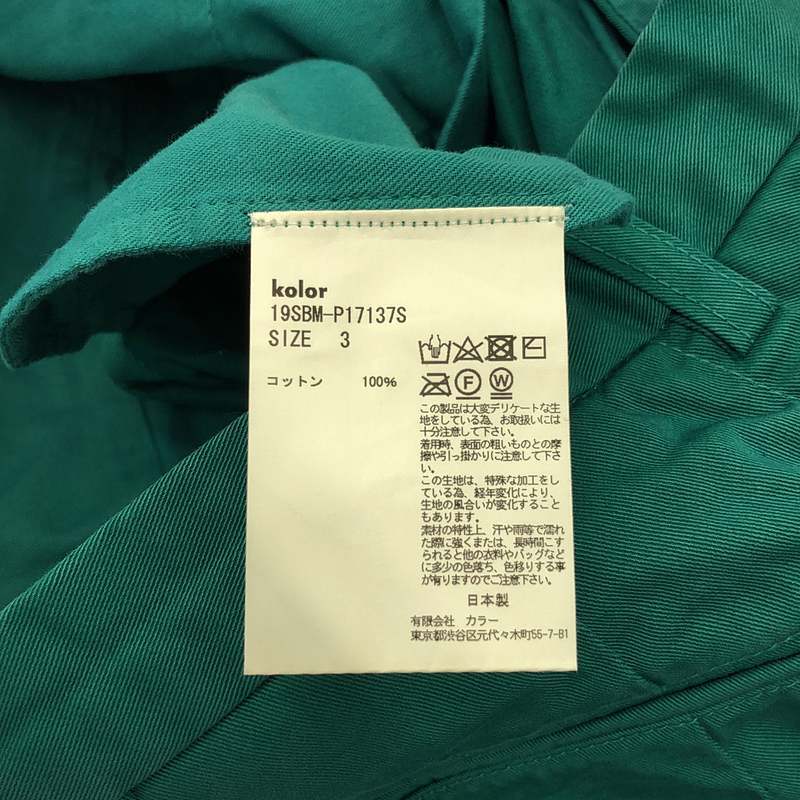 kolor
19SBM-P17137S
SIZE 3
コットン 100%
F W
この製品は大変デリケートな生
地をしている為、お取扱いには
十分注意して下さい。
着用時、表面の粗いものとの摩
擦や引っ掛かりに注意して下さ
い。
この生地は、特殊な加工をし
ている為、経年変化により、
生地の風合いが変化すること
もあります。
素材の特性上、汗や雨等で濡れ
た際に強くまたは、長時間こす
られると他の衣料やバッグなど
に多少の色落ち、色移りする事
が有りますのでご注意下さい。
日本製
有限会社 カラー
東京都渋谷区元代々木町55-7-B1